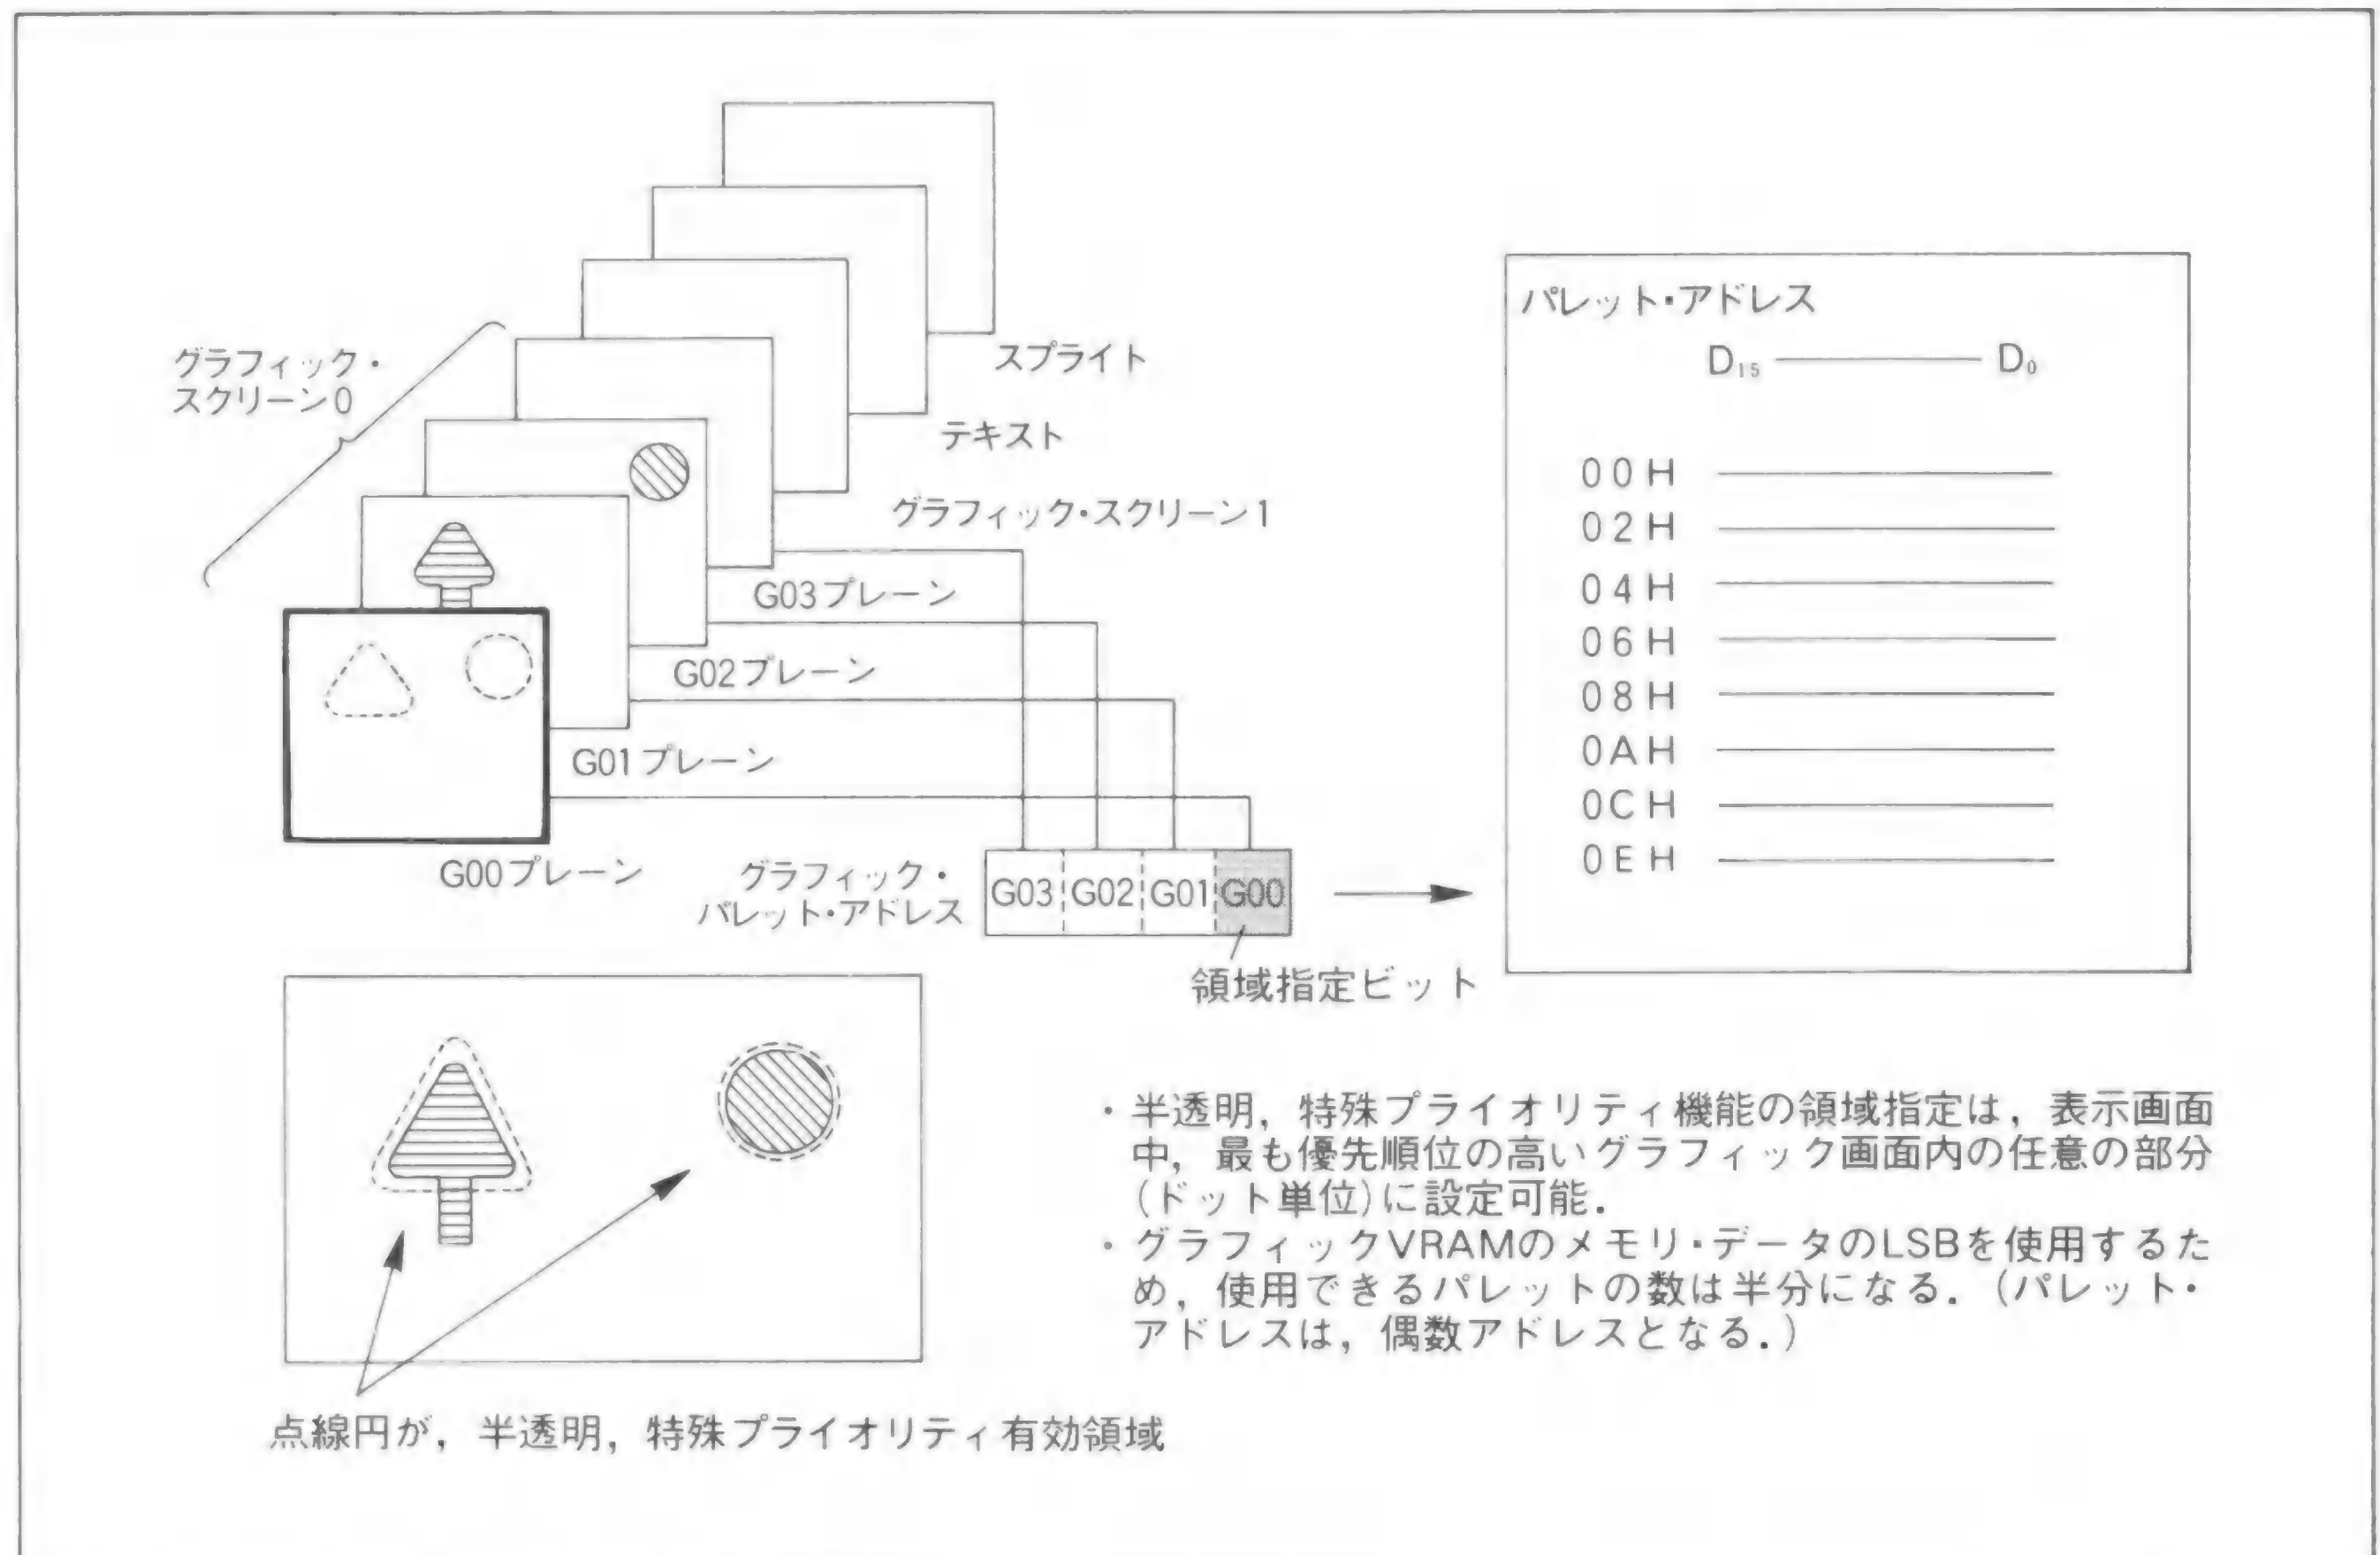 グラフィック・
スクリーン0
スプライト
テキスト
グラフィック・スクリーン1
G03プレーン
G02プレーン
G01プレーン
G00プレーン
グラフィック・
パレット・アドレス
G03 G02 G01 G00
領域指定ビット
パレット・アドレス
D₁₅ D₀
00H
02H
04H
06H
08H
0AH
0CH
0EH
点線円が，半透明，特殊プライオリティ有効領域
・半透明，特殊プライオリティ機能の領域指定は，表示画面
中，最も優先順位の高いグラフィック画面内の任意の部分
(ドット単位)に設定可能．
・グラフィックVRAMのメモリ・データのLSBを使用するた
め，使用できるパレットの数は半分になる．(パレット・
アドレスは，偶数アドレスとなる．)